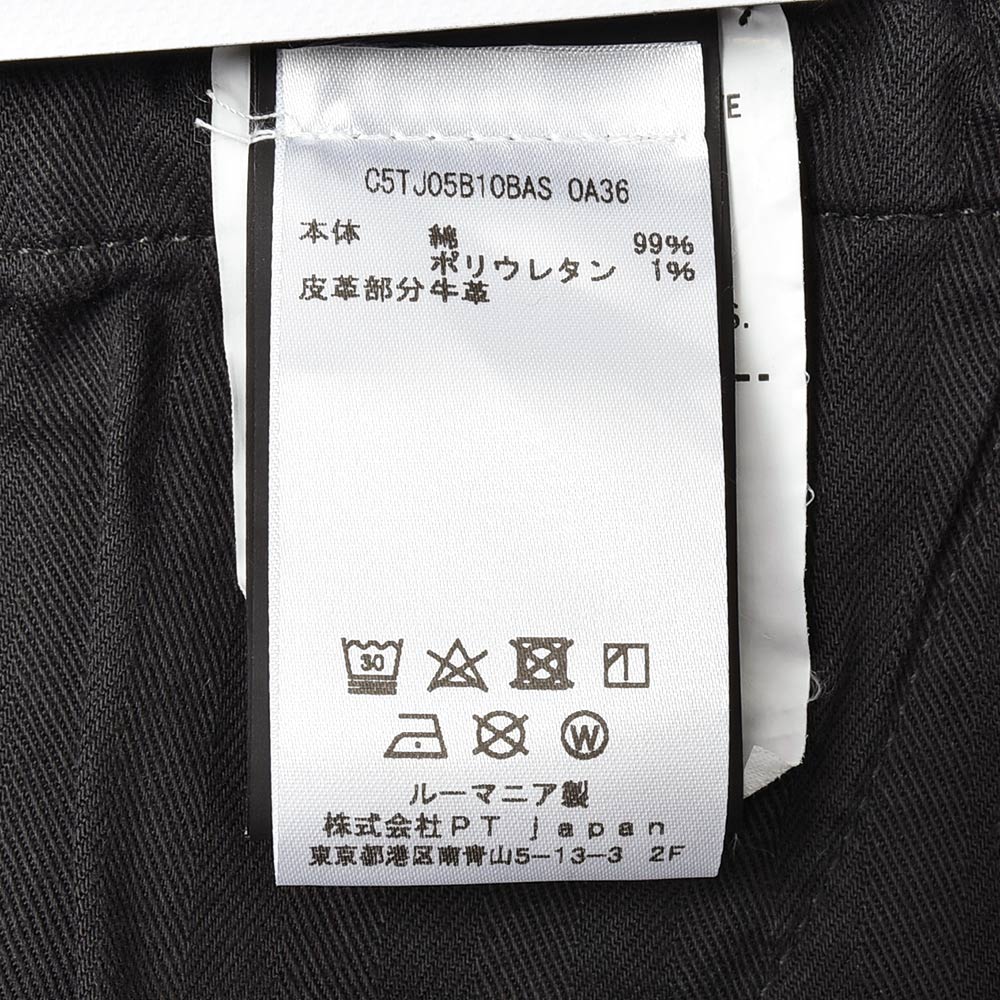 C5TJ05B10BAS 0A36
本体 綿 99%
ポリウレタン 1%
皮革部分牛革
30
W
ルーマニア製
株式会社PT japan
東京都港区南青山5-13-3 2F
E
S.
--